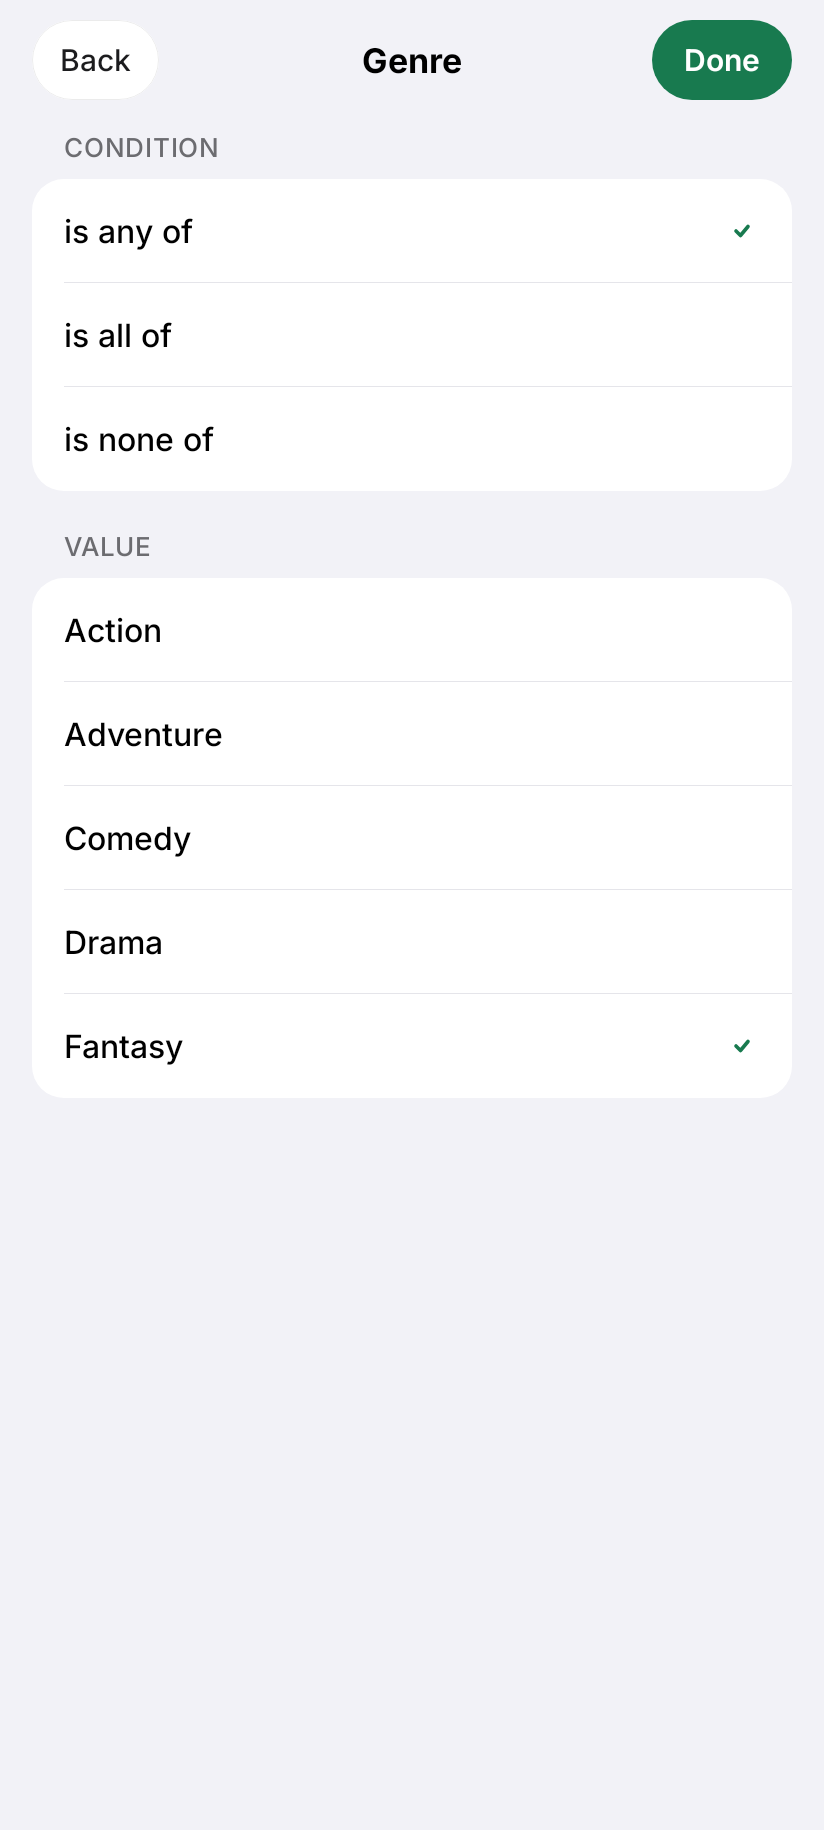 Back
Genre
Done
CONDITION
is any of
is all of
is none of
VALUE
Action
Adventure
Comedy
Drama
Fantasy